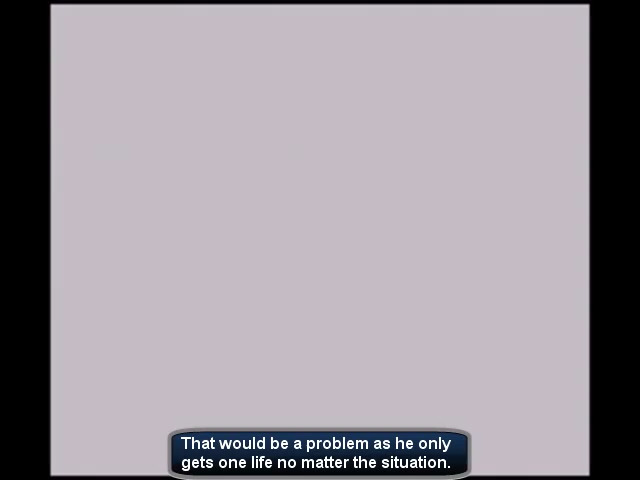 That would be a problem as he only
gets one life no matter the situation.